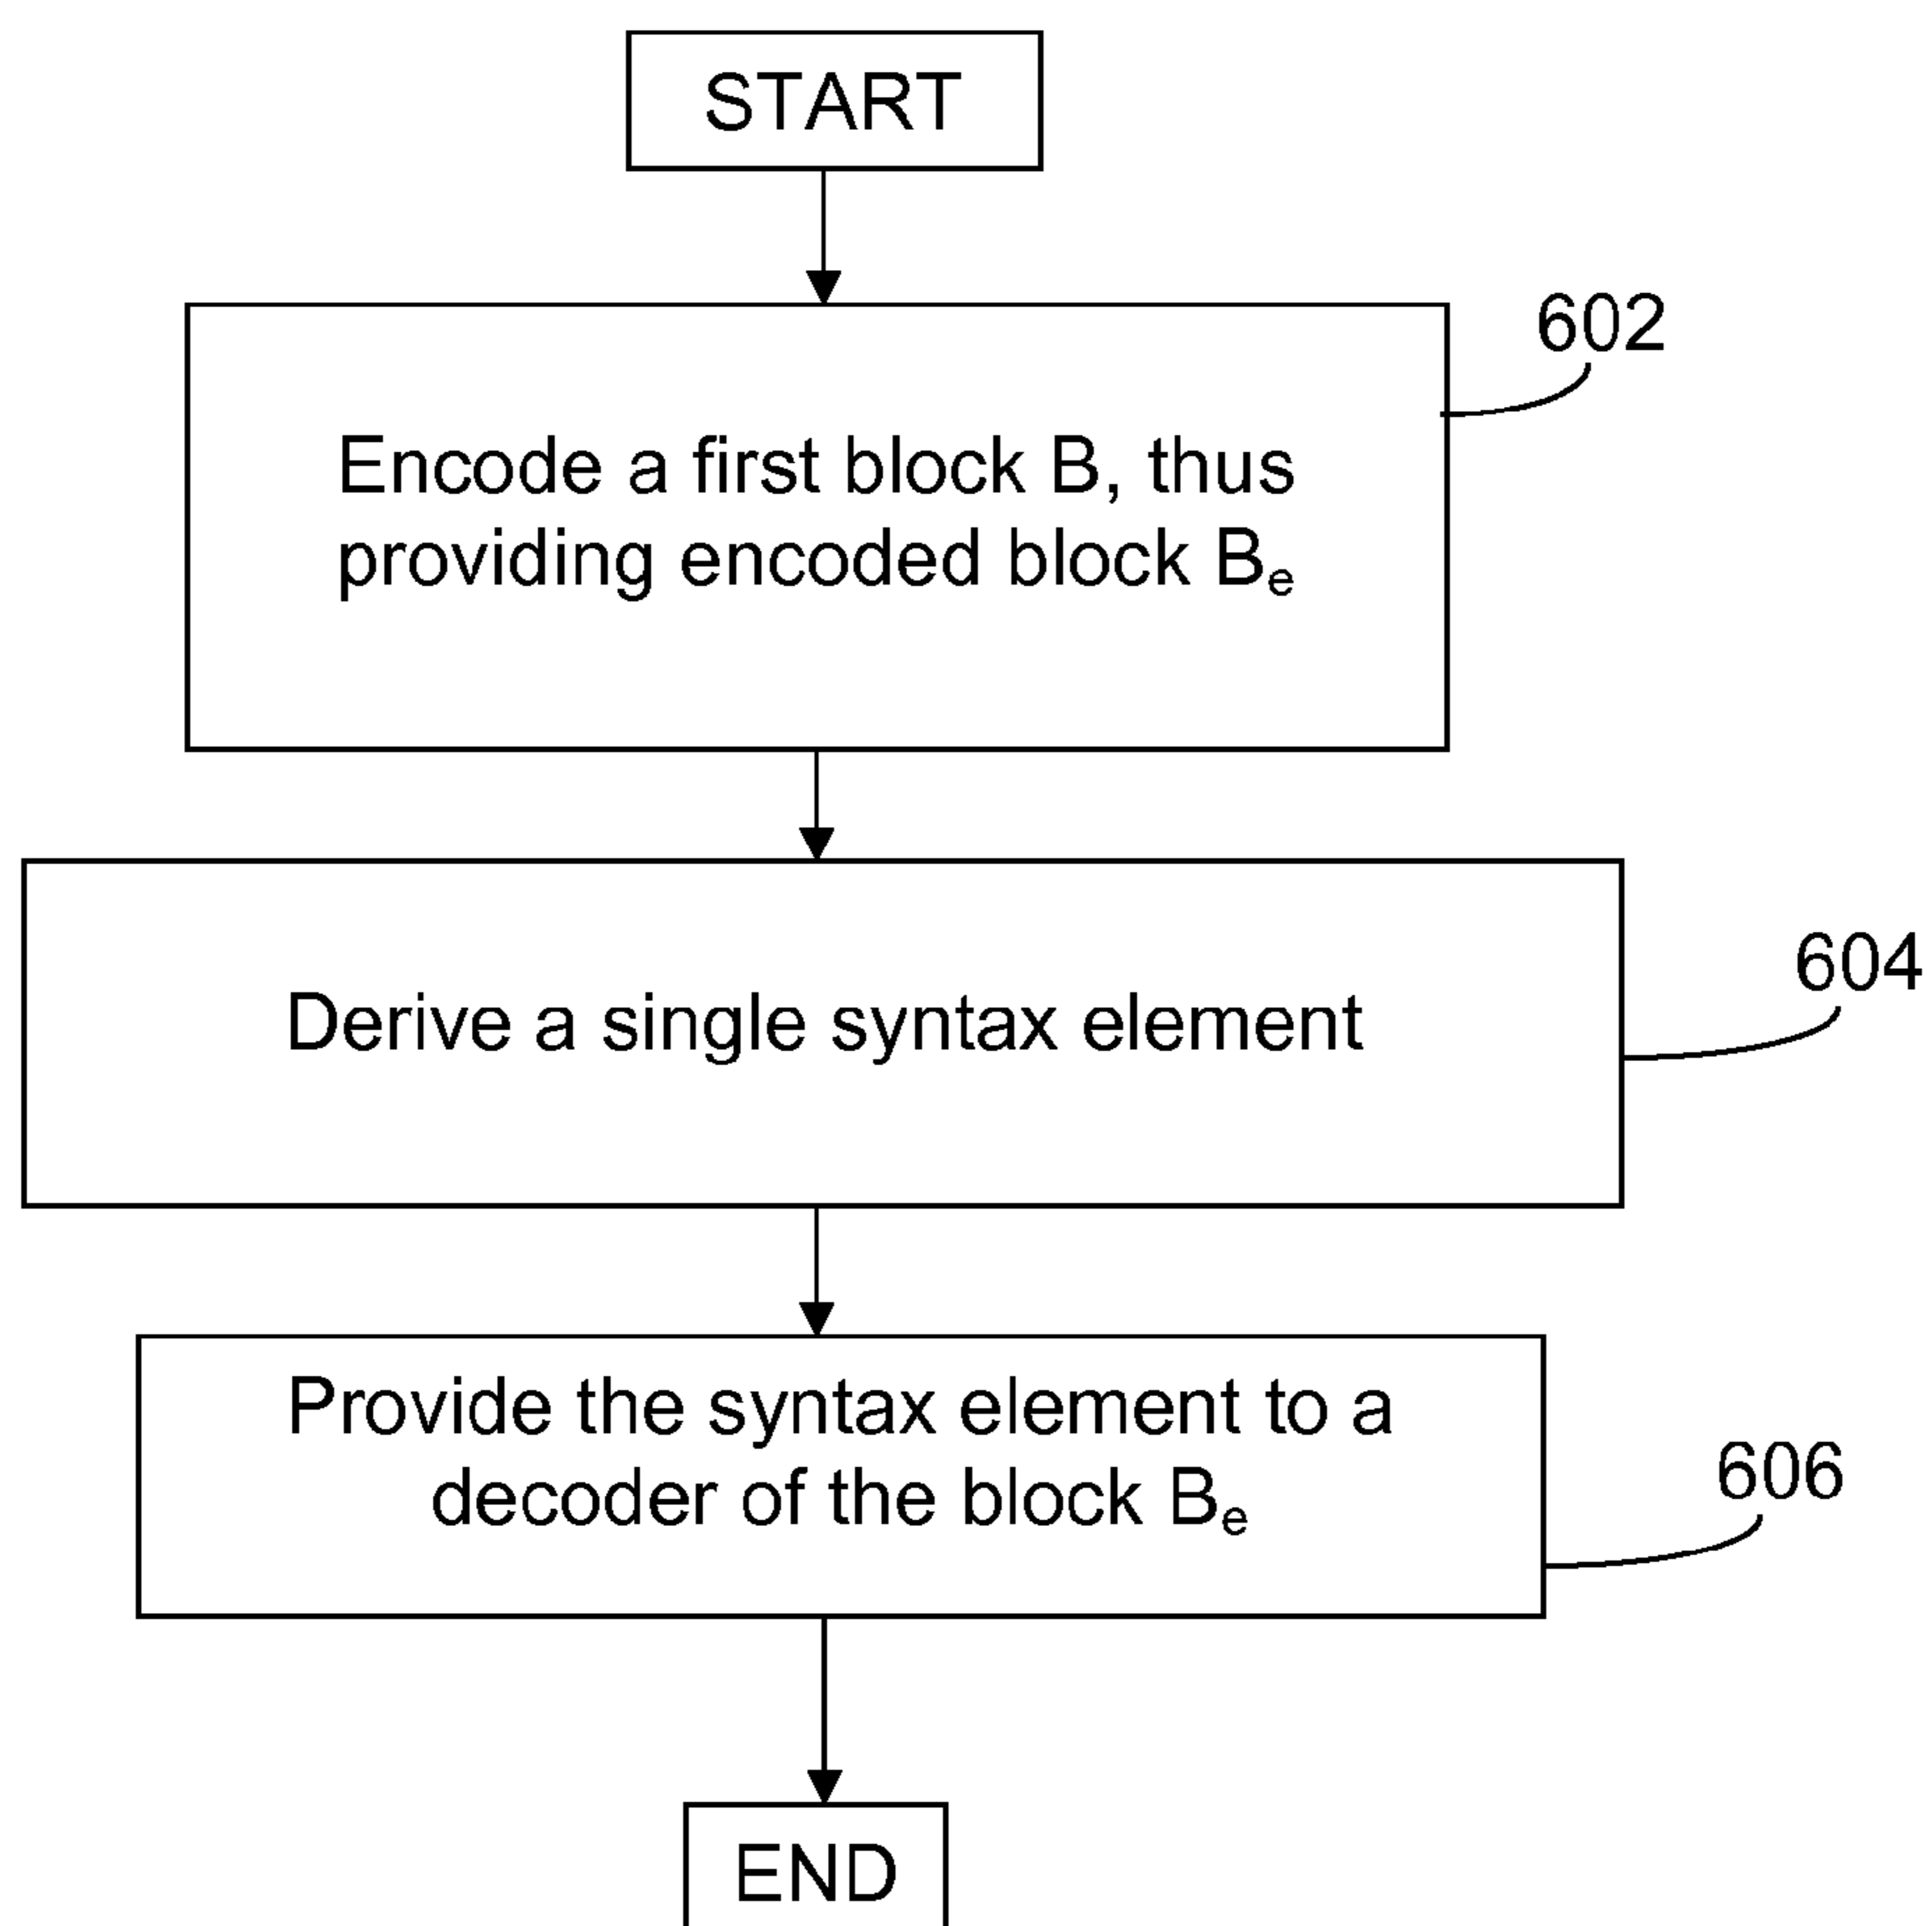 START
602
Encode a first block B, thus
providing encoded block Be
604
Derive a single syntax element
Provide the syntax element to a
606
decoder of the block Be
END